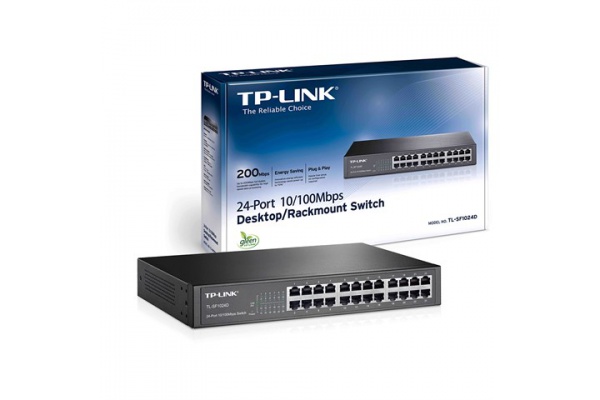 TP-LINK
The Reliable Choice
200Mbps
Energy Saving
Plug & Play
24-Port 10/100Mbps
Desktop/Rackmount Switch
green
MODEL NO. TL-SF1024D
TP-LINK
TL-SF1024D
24-Port 10/100Mbps Switch